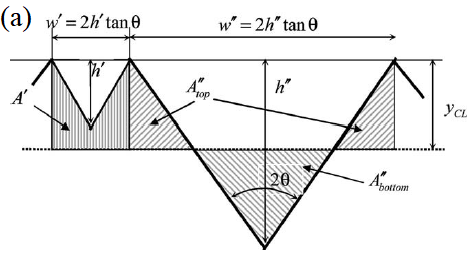 (a)
w′ = 2h′ tan θ
w″ = 2h″ tan θ
h′
A″top
h″
A′
yCL
2θ
A″bottom